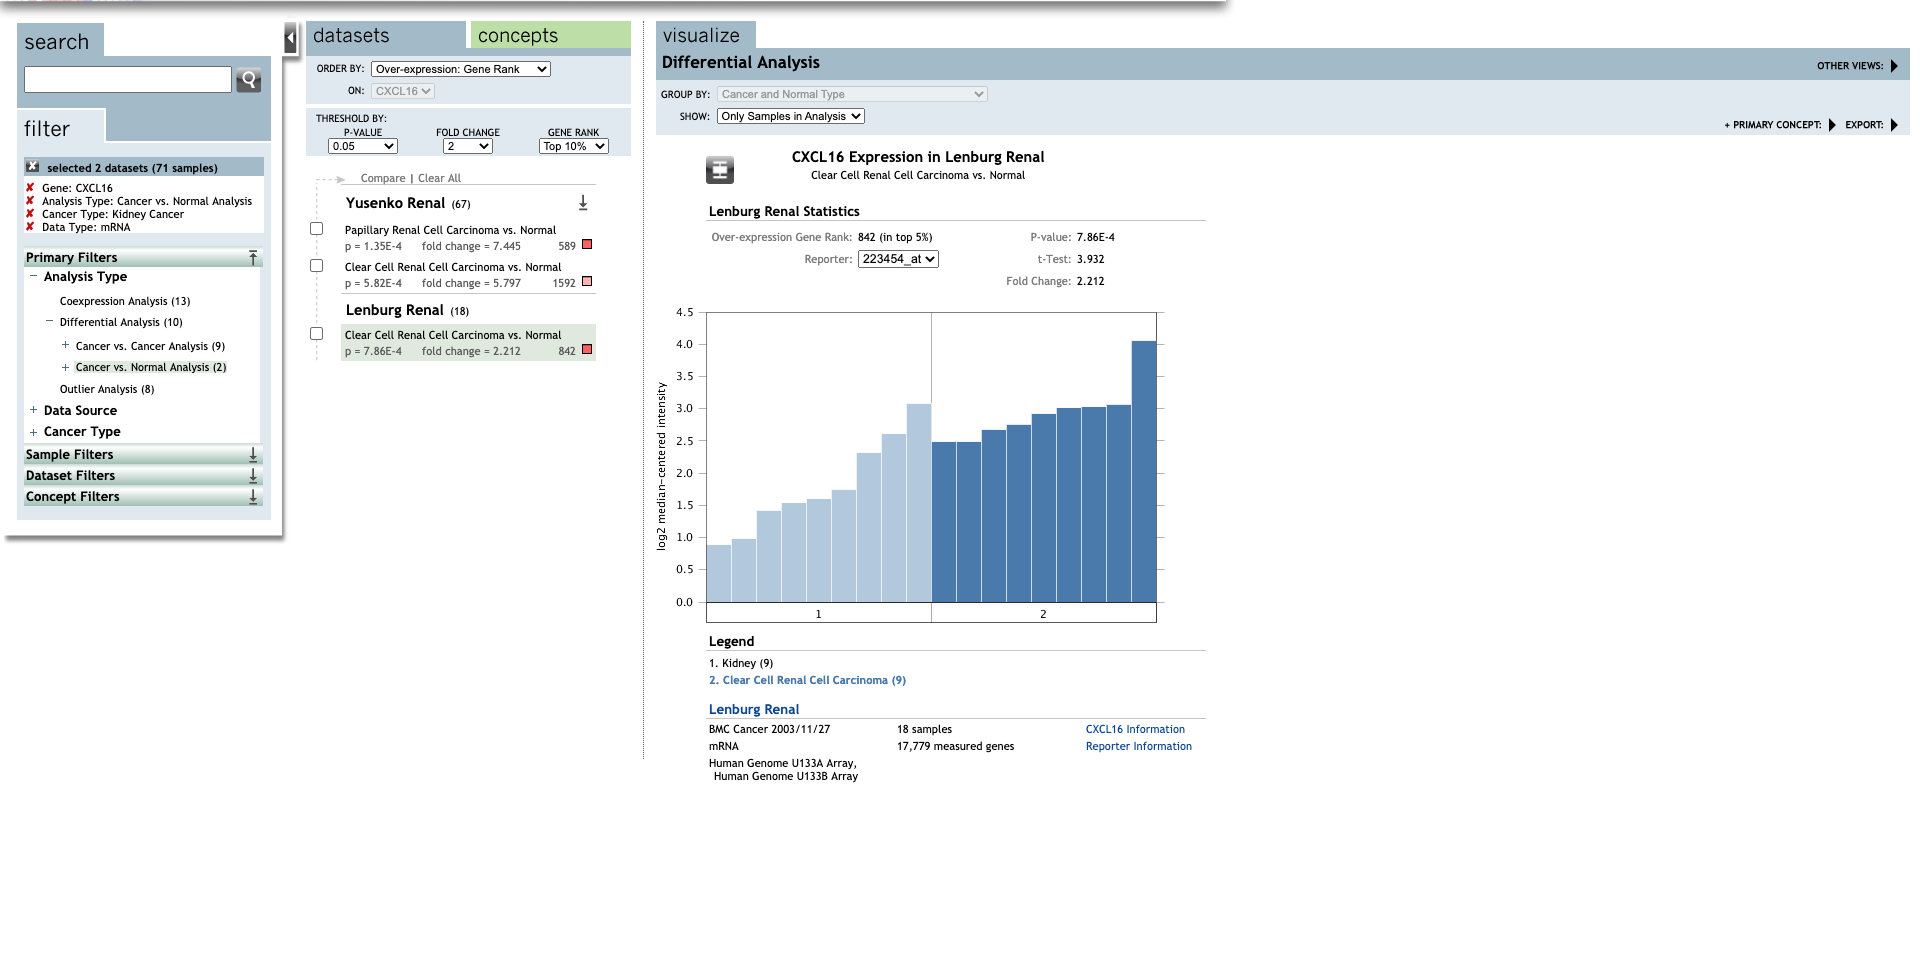 search
filter
selected 2 datasets (71 samples)
Gene: CXCL16
Analysis Type: Cancer vs. Normal Analysis
Cancer Type: Kidney Cancer
Data Type: mRNA
Primary Filters
Analysis Type
Coexpression Analysis (13)
Differential Analysis (10)
Cancer vs. Cancer Analysis (9)
Cancer vs. Normal Analysis (2)
Outlier Analysis (8)
Data Source
Cancer Type
Sample Filters
Dataset Filters
Concept Filters
datasets
concepts
ORDER BY: Over-expression: Gene Rank
ON: CXCL16
THRESHOLD BY:
P-VALUE FOLD CHANGE GENE RANK
0.05 2 Top 10%
Compare | Clear All
Yusenko Renal (67)
Papillary Renal Cell Carcinoma vs. Normal
p = 1.35E-4 fold change = 7.445 589
Clear Cell Renal Cell Carcinoma vs. Normal
p = 5.82E-4 fold change = 5.797 1592
Lenburg Renal (18)
Clear Cell Renal Cell Carcinoma vs. Normal
p = 7.86E-4 fold change = 2.212 842
visualize
Differential Analysis
OTHER VIEWS:
GROUP BY: Cancer and Normal Type
SHOW: Only Samples in Analysis
+ PRIMARY CONCEPT: EXPORT:
CXCL16 Expression in Lenburg Renal
Clear Cell Renal Cell Carcinoma vs. Normal
Lenburg Renal Statistics
Over-expression Gene Rank: 842 (in top 5%) P-value: 7.86E-4
Reporter: 223454_at t-Test: 3.932
Fold Change: 2.212
4.5
4.0
3.5
3.0
2.5
2.0
1.5
1.0
0.5
0.0
log2 median-centered intensity
1 2
Legend
1. Kidney (9)
2. Clear Cell Renal Cell Carcinoma (9)
Lenburg Renal
BMC Cancer 2003/11/27 18 samples CXCL16 Information
mRNA 17,779 measured genes Reporter Information
Human Genome U133A Array,
Human Genome U133B Array